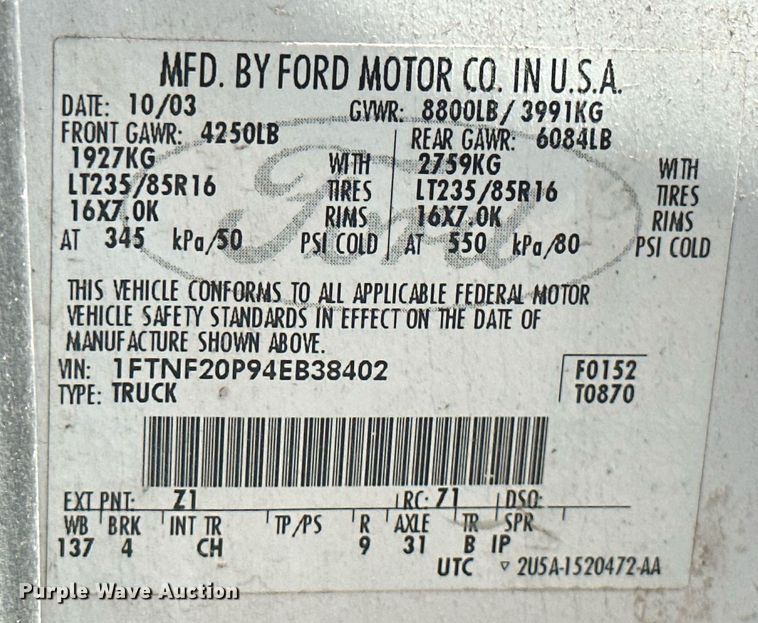 MFD. BY FORD MOTOR CO. IN U.S.A.
DATE: 10/03 GVWR: 8800LB/ 3991KG
FRONT GAWR: 4250LB REAR GAWR: 6084LB
1927KG WITH 2759KG WITH
LT235/85R16 TIRES LT235/85R16 TIRES
16X7.0K RIMS 16X7.0K RIMS
AT 345 kPa/50 PSI COLD AT 550 kPa/80 PSI COLD
Ford
THIS VEHICLE CONFORMS TO ALL APPLICABLE FEDERAL MOTOR
VEHICLE SAFETY STANDARDS IN EFFECT ON THE DATE OF
MANUFACTURE SHOWN ABOVE.
VIN: 1FTNF20P94EB38402 F0152
TYPE: TRUCK T0870
EXT PNT: Z1 RC: 71 DSO:
WB BRK INT TR TP/PS R AXLE TR SPR
137 4 CH 9 31 B IP
UTC ▿ 2U5A-1520472-AA
Purple Wave Auction